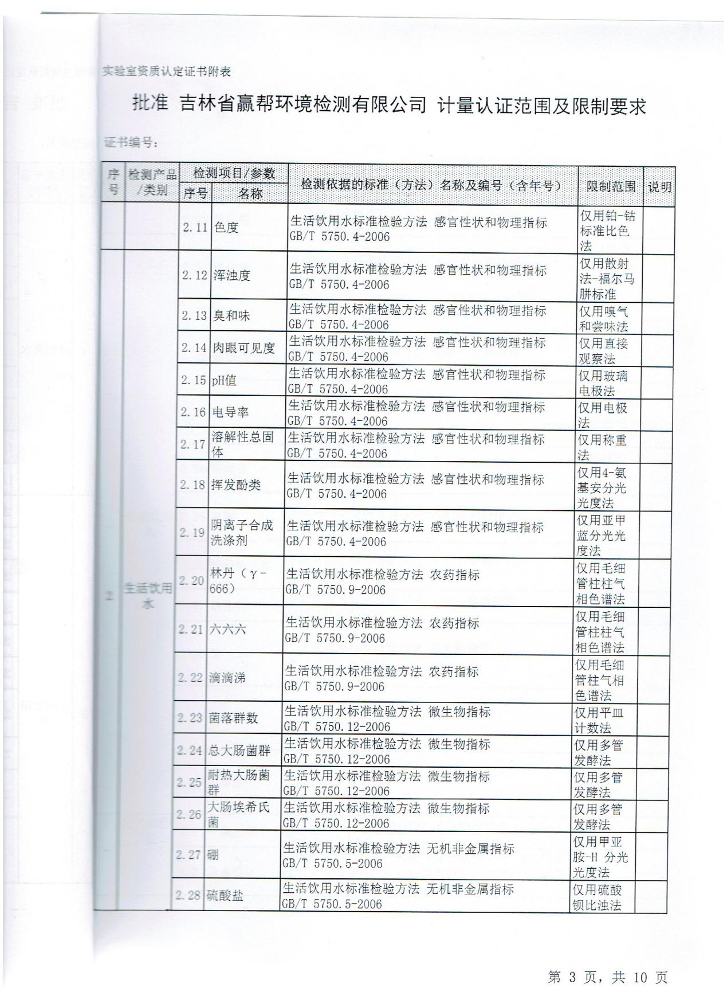 实验室资质认定证书附表
批准 吉林省赢帮环境检测有限公司 计量认证范围及限制要求
证书编号：
序号 检测产品/类别 检测项目/参数 检测依据的标准（方法）名称及编号（含年号） 限制范围 说明
序号 名称
2.11 色度 生活饮用水标准检验方法 感官性状和物理指标 GB/T 5750.4-2006 仅用铂-钴标准比色法
2 生活饮用水
2.12 浑浊度 生活饮用水标准检验方法 感官性状和物理指标 GB/T 5750.4-2006 仅用散射法-福尔马肼标准
2.13 臭和味 生活饮用水标准检验方法 感官性状和物理指标 GB/T 5750.4-2006 仅用嗅气和尝味法
2.14 肉眼可见度 生活饮用水标准检验方法 感官性状和物理指标 GB/T 5750.4-2006 仅用直接观察法
2.15 pH值 生活饮用水标准检验方法 感官性状和物理指标 GB/T 5750.4-2006 仅用玻璃电极法
2.16 电导率 生活饮用水标准检验方法 感官性状和物理指标 GB/T 5750.4-2006 仅用电极法
2.17 溶解性总固体 生活饮用水标准检验方法 感官性状和物理指标 GB/T 5750.4-2006 仅用称重法
2.18 挥发酚类 生活饮用水标准检验方法 感官性状和物理指标 GB/T 5750.4-2006 仅用4-氨基安分光光度法
2.19 阴离子合成洗涤剂 生活饮用水标准检验方法 感官性状和物理指标 GB/T 5750.4-2006 仅用亚甲蓝分光光度法
2.20 林丹（γ-666） 生活饮用水标准检验方法 农药指标 GB/T 5750.9-2006 仅用毛细管柱柱气相色谱法
2.21 六六六 生活饮用水标准检验方法 农药指标 GB/T 5750.9-2006 仅用毛细管柱柱气相色谱法
2.22 滴滴涕 生活饮用水标准检验方法 农药指标 GB/T 5750.9-2006 仅用毛细管柱气相色谱法
2.23 菌落群数 生活饮用水标准检验方法 微生物指标 GB/T 5750.12-2006 仅用平皿计数法
2.24 总大肠菌群 生活饮用水标准检验方法 微生物指标 GB/T 5750.12-2006 仅用多管发酵法
2.25 耐热大肠菌群 生活饮用水标准检验方法 微生物指标 GB/T 5750.12-2006 仅用多管发酵法
2.26 大肠埃希氏菌 生活饮用水标准检验方法 微生物指标 GB/T 5750.12-2006 仅用多管发酵法
2.27 硼 生活饮用水标准检验方法 无机非金属指标 GB/T 5750.5-2006 仅用甲亚胺-H 分光光度法
2.28 硫酸盐 生活饮用水标准检验方法 无机非金属指标 GB/T 5750.5-2006 仅用硫酸钡比浊法
第 3 页，共 10 页